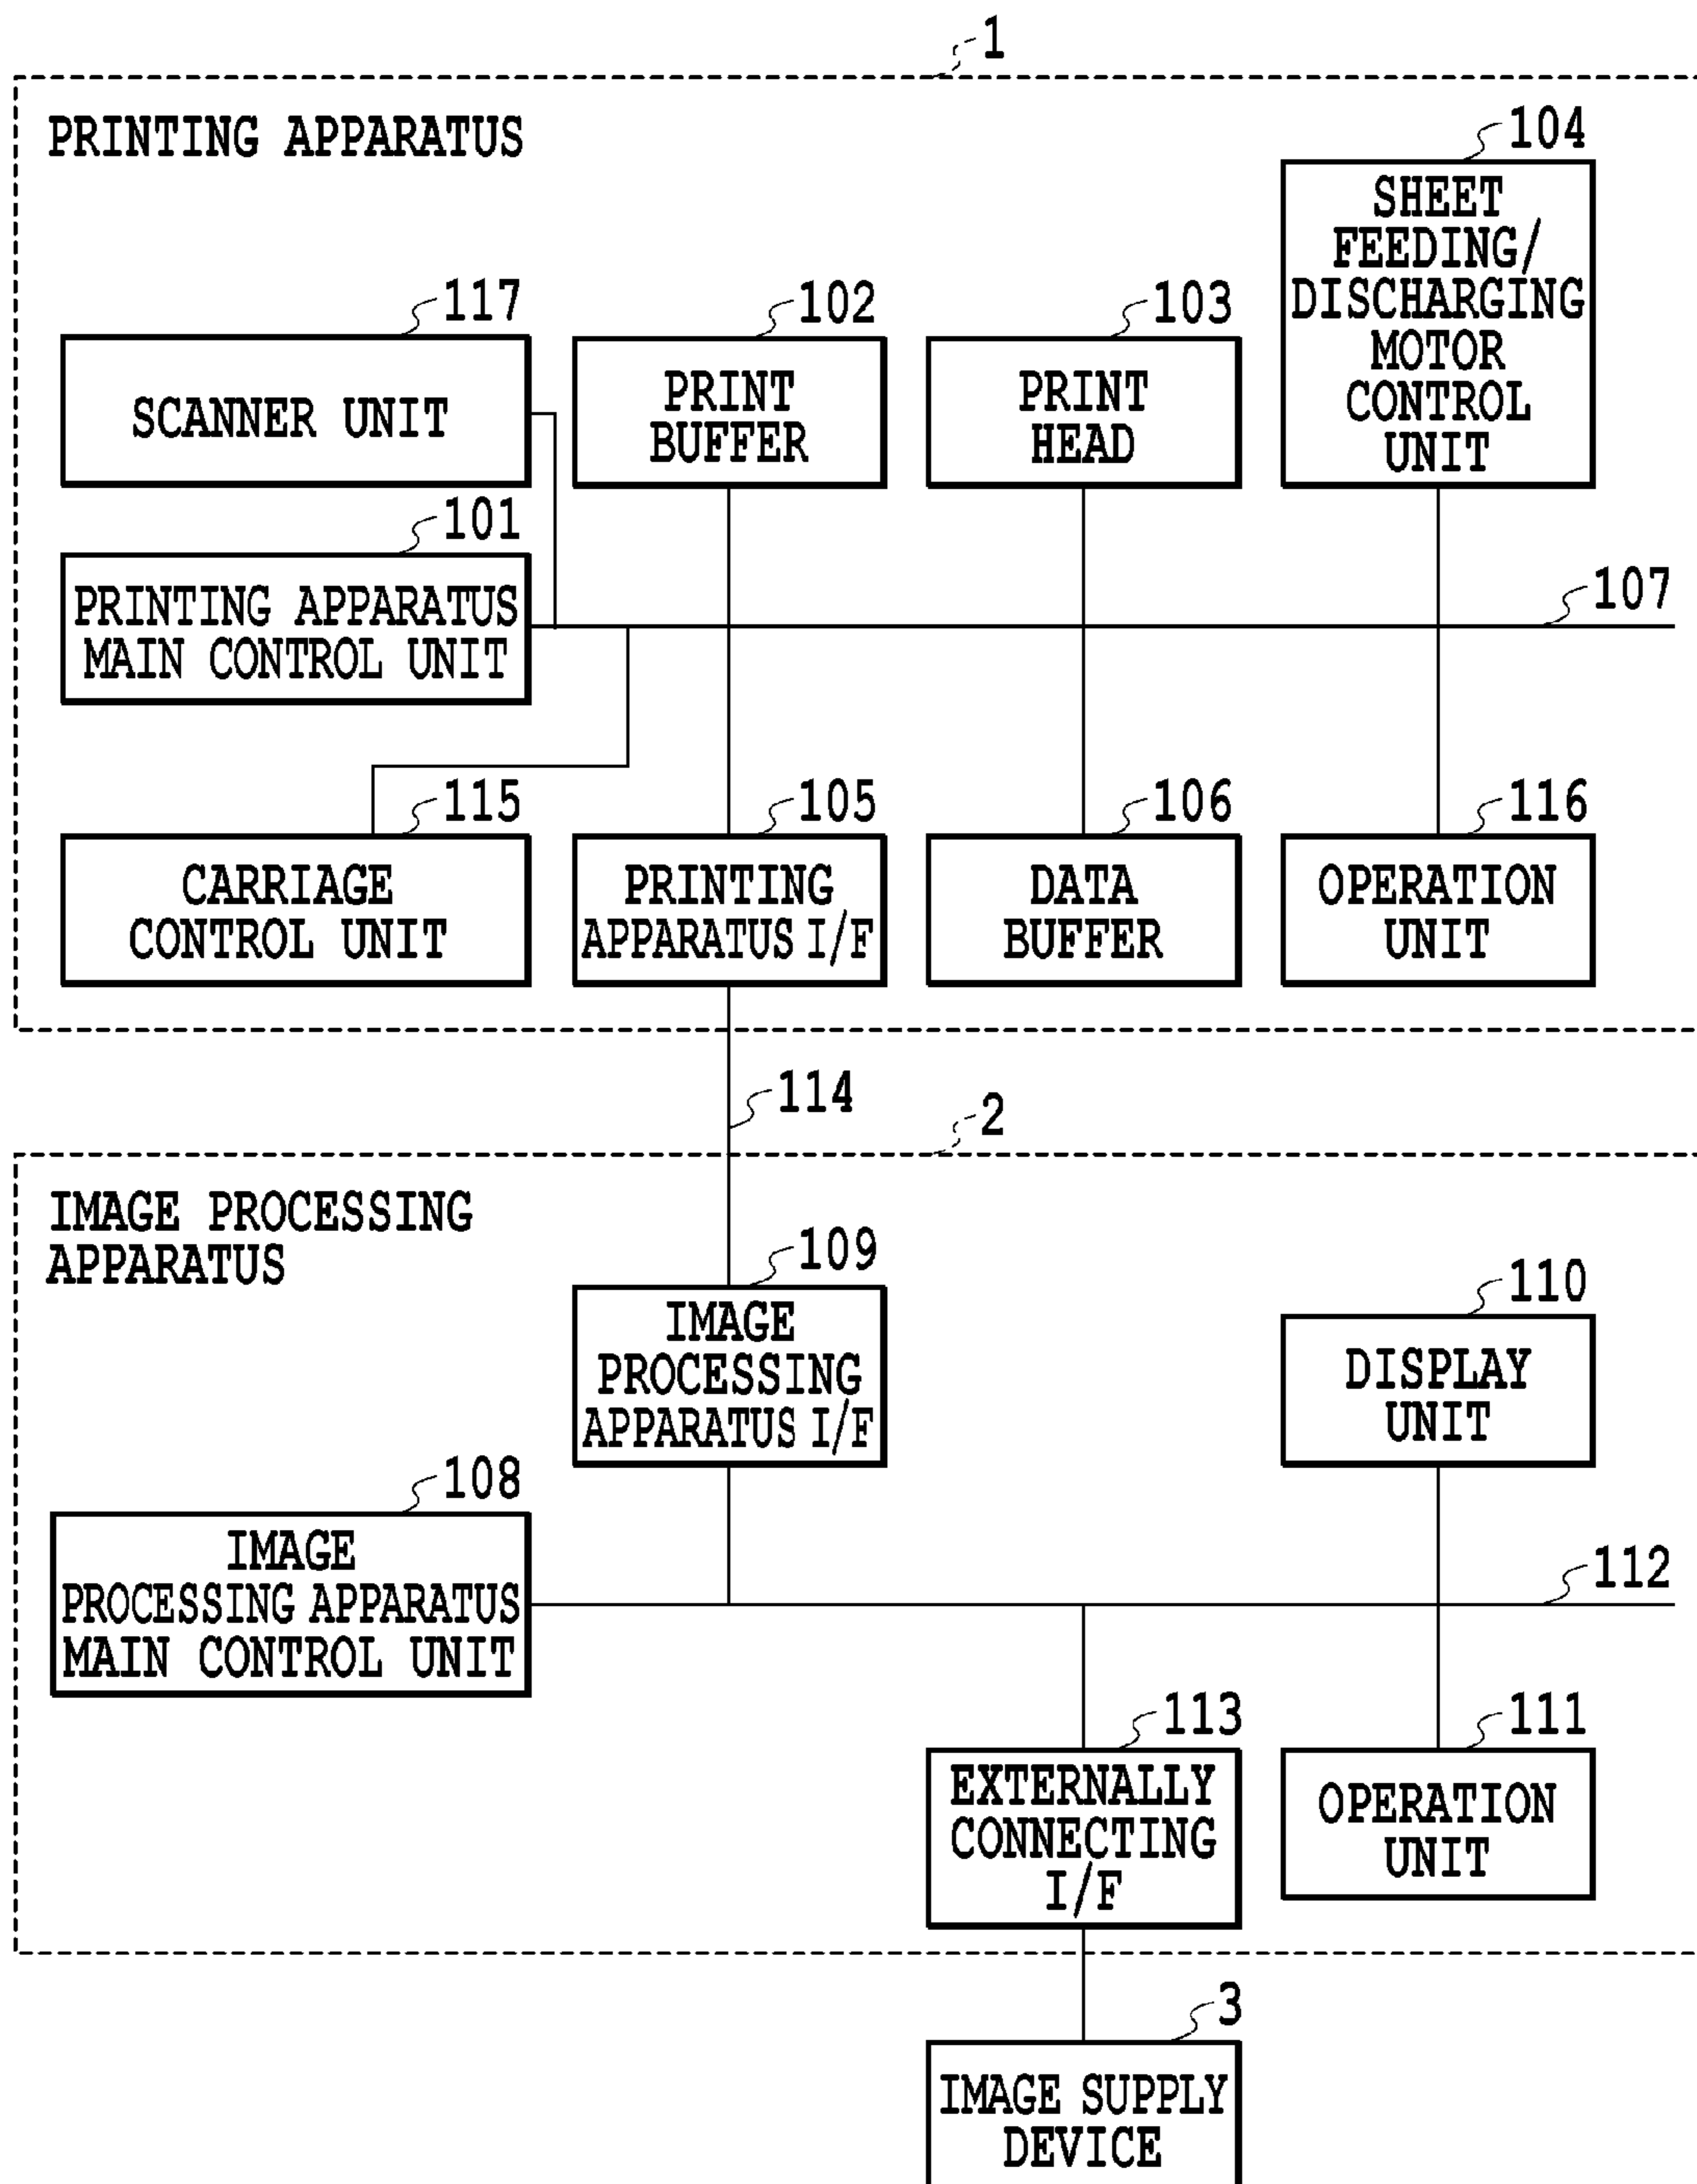 1
PRINTING APPARATUS
104
SHEET
FEEDING/
DISCHARGING
MOTOR
CONTROL
UNIT
117
SCANNER UNIT
102
PRINT
BUFFER
103
PRINT
HEAD
101
PRINTING APPARATUS
MAIN CONTROL UNIT
107
115
CARRIAGE
CONTROL UNIT
105
PRINTING
APPARATUS I/F
106
DATA
BUFFER
116
OPERATION
UNIT
114
2
IMAGE PROCESSING
APPARATUS
109
IMAGE
PROCESSING
APPARATUS I/F
110
DISPLAY
UNIT
108
IMAGE
PROCESSING APPARATUS
MAIN CONTROL UNIT
112
113
EXTERNALLY
CONNECTING
I/F
111
OPERATION
UNIT
3
IMAGE SUPPLY
DEVICE